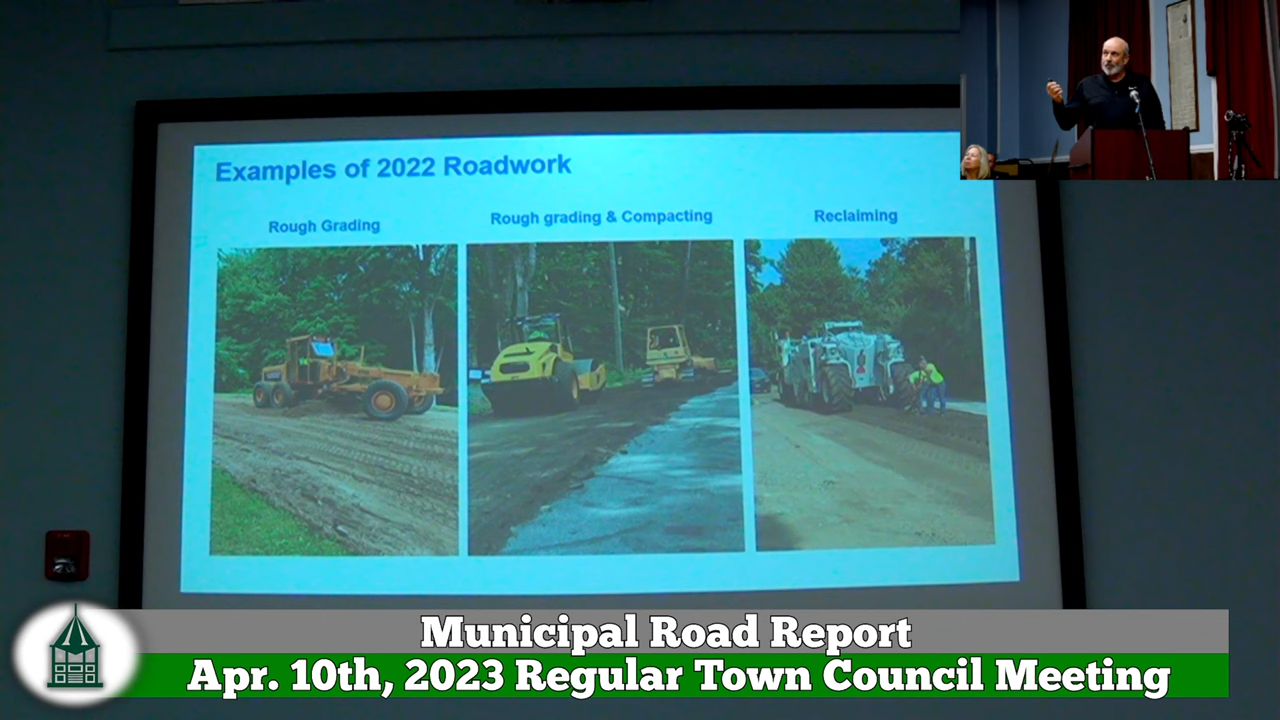 Examples of 2022 Roadwork
Rough Grading
Rough grading & Compacting
Reclaiming
Municipal Road Report
Apr. 10th, 2023 Regular Town Council Meeting